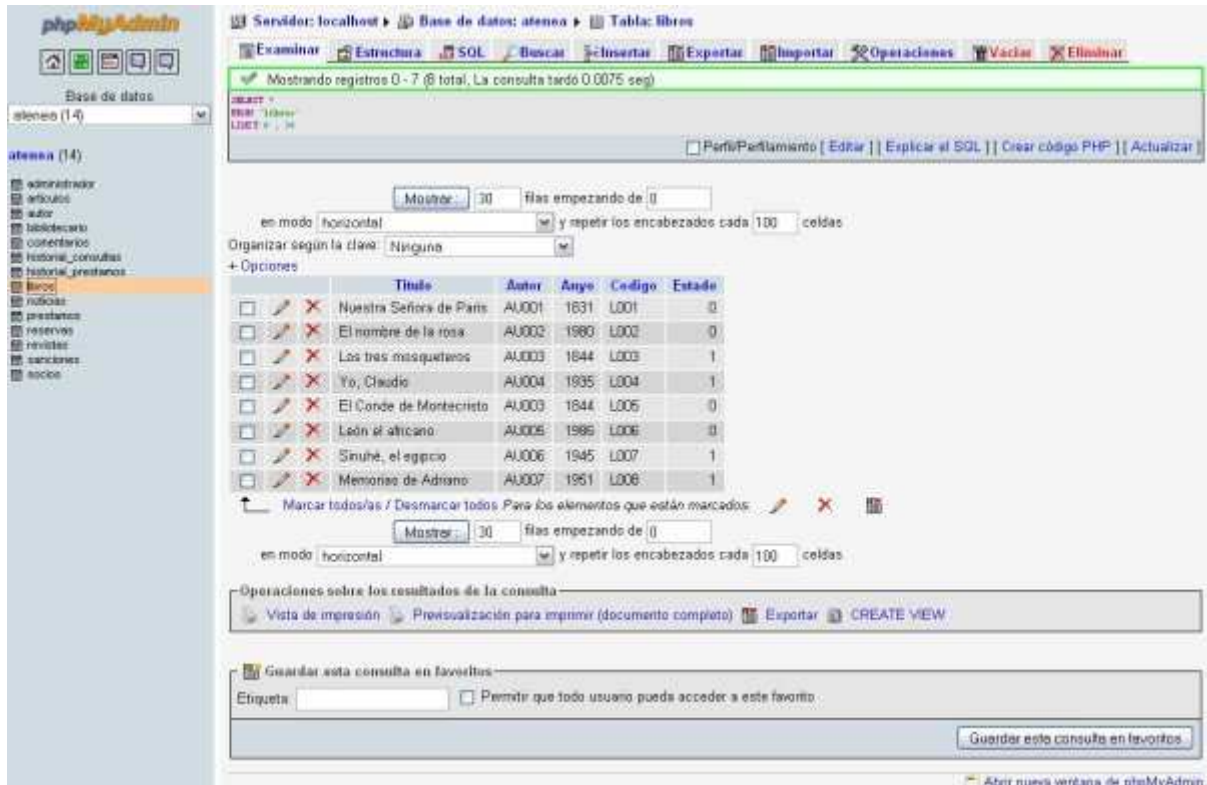 phpMyAdmin
Base de datos
atenea (14)
atenea (14)
administrador
articulos
autor
bibliotecario
comentarios
historial_consultas
historial_prestamos
libros
noticias
prestamos
reservas
revistas
sanciones
socios
Servidor: localhost ▸ Base de datos: atenea ▸ Tabla: libros
Examinar Estructura SQL Buscar Insertar Exportar Importar Operaciones Vaciar Eliminar
Mostrando registros 0 - 7 (8 total, La consulta tardó 0.0075 seg)
SELECT *
FROM `libros`
LIMIT 0 , 30
Perfil/Perfilamiento [ Editar ] [ Explicar el SQL ] [ Crear código PHP ] [ Actualizar ]
Mostrar : 30 filas empezando de 0
en modo horizontal y repetir los encabezados cada 100 celdas
Organizar según la clave: Ninguna
+ Opciones
Titulo Autor Anyo Codigo Estado
Nuestra Señora de Paris AU001 1831 L001 0
El nombre de la rosa AU002 1980 L002 0
Los tres mosqueteros AU003 1844 L003 1
Yo, Claudio AU004 1935 L004 1
El Conde de Montecristo AU003 1844 L005 0
León el africano AU005 1986 L006 0
Sinuhé, el egipcio AU006 1945 L007 1
Memorias de Adriano AU007 1951 L008 1
Marcar todos/as / Desmarcar todos Para los elementos que están marcados:
Mostrar : 30 filas empezando de 0
en modo horizontal y repetir los encabezados cada 100 celdas
Operaciones sobre los resultados de la consulta
Vista de impresión Previsualización para imprimir (documento completo) Exportar CREATE VIEW
Guardar esta consulta en favoritos
Etiqueta: Permitir que todo usuario pueda acceder a este favorito
Guardar esta consulta en favoritos
Abrir nueva ventana de phpMyAdmin